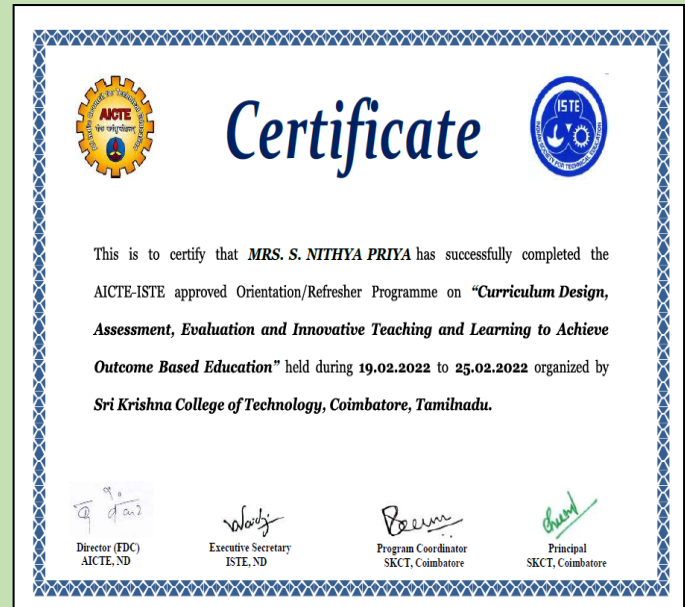 AICTE
ISTE
Certificate
This is to certify that MRS. S. NITHYA PRIYA has successfully completed the
AICTE-ISTE approved Orientation/Refresher Programme on “Curriculum Design,
Assessment, Evaluation and Innovative Teaching and Learning to Achieve
Outcome Based Education” held during 19.02.2022 to 25.02.2022 organized by
Sri Krishna College of Technology, Coimbatore, Tamilnadu.
Director (FDC)
AICTE, ND
Executive Secretary
ISTE, ND
Program Coordinator
SKCT, Coimbatore
Principal
SKCT, Coimbatore